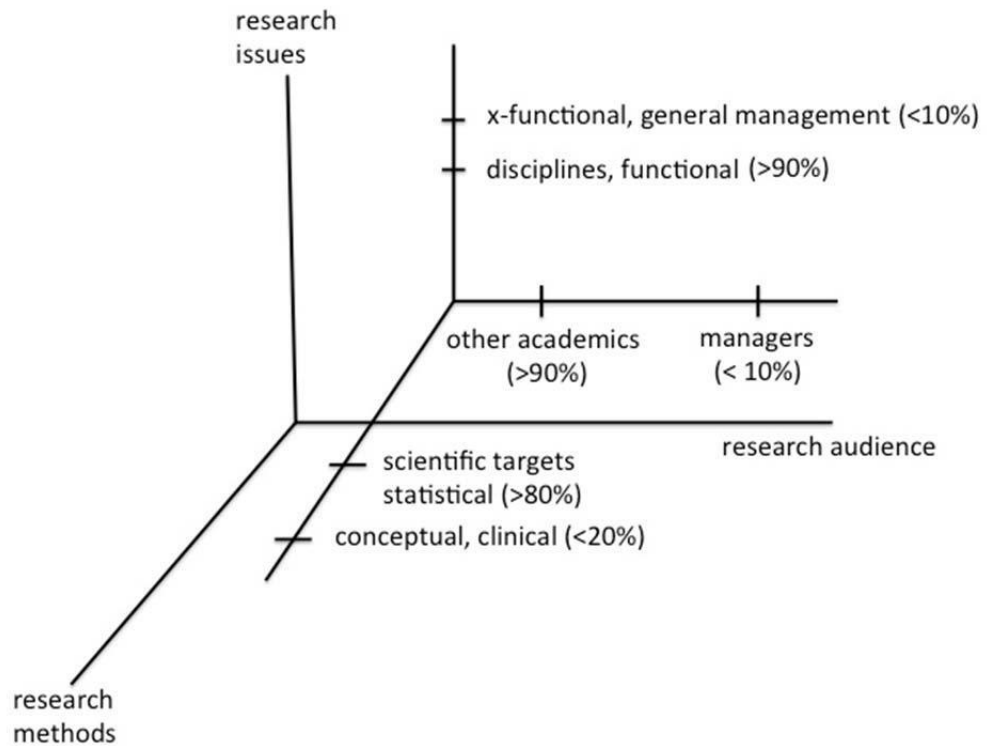 research
issues
x-functional, general management (<10%)
disciplines, functional (>90%)
other academics
(>90%)
managers
(< 10%)
research audience
scientific targets
statistical (>80%)
conceptual, clinical (<20%)
research
methods